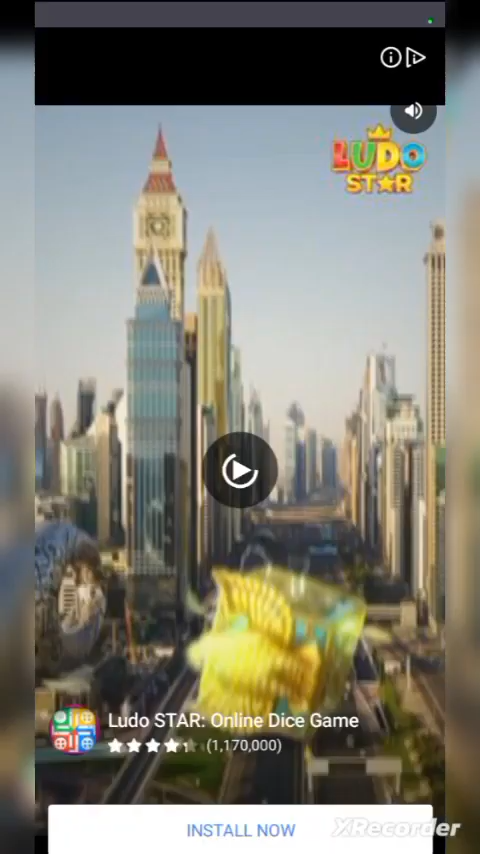 LUDO
STAR
Ludo STAR: Online Dice Game
(1,170,000)
INSTALL NOW
XRecorder